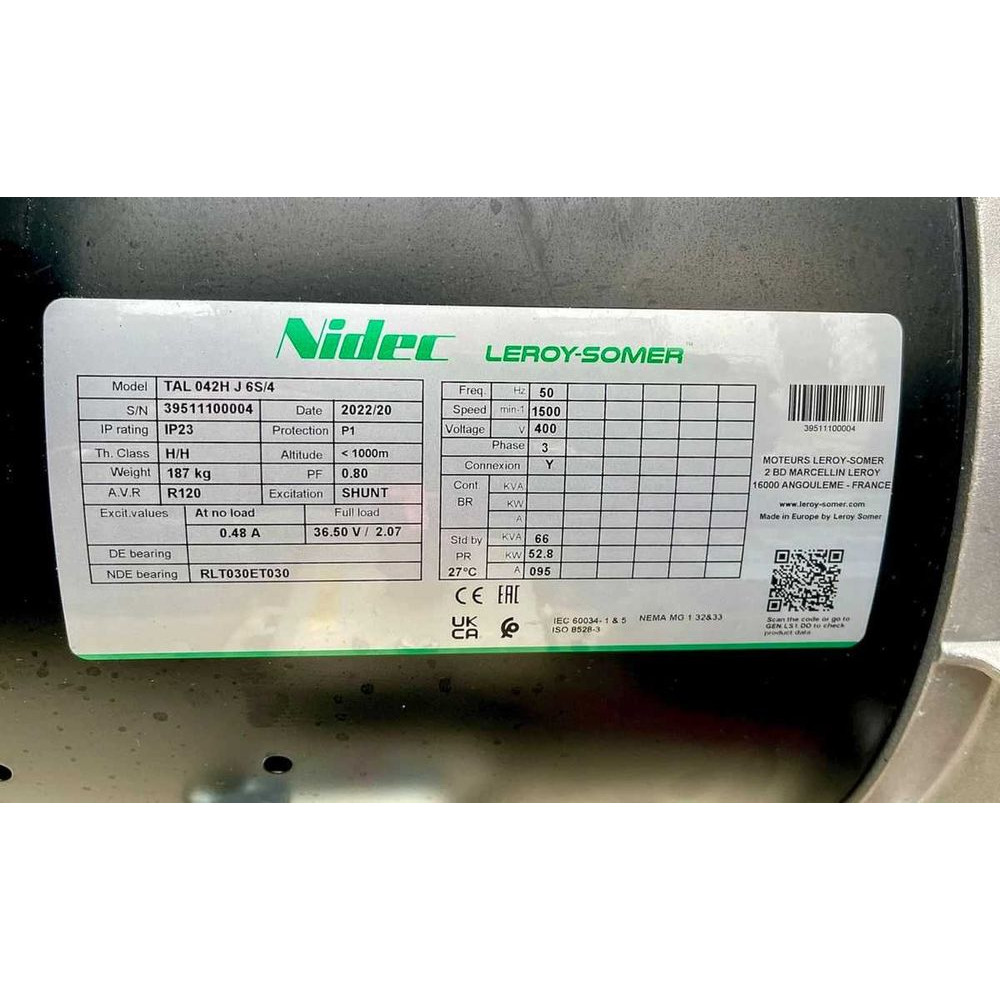 Nidec LEROY-SOMER™
Model TAL 042H J 6S/4
S/N 39511100004 Date 2022/20
IP rating IP23 Protection P1
Th. Class H/H Altitude < 1000m
Weight 187 kg PF 0.80
A.V.R R120 Excitation SHUNT
Excit.values At no load Full load
0.48 A 36.50 V / 2.07
DE bearing
NDE bearing RLT030ET030
Freq. Hz 50
Speed min-1 1500
Voltage V 400
Phase 3
Connexion Y
Cont. KVA
BR KW
A
Std by KVA 66
PR KW 52.8
27°C A 095
CE EAC
UK
CA
IEC 60034- 1 & 5 NEMA MG 1 32&33
ISO 8528-3
39511100004
MOTEURS LEROY-SOMER
2 BD MARCELLIN LEROY
16000 ANGOULEME - FRANCE
www.leroy-somer.com
Made in Europe by Leroy Somer
Scan the code or go to
GEN.LS1.DO to check
product data